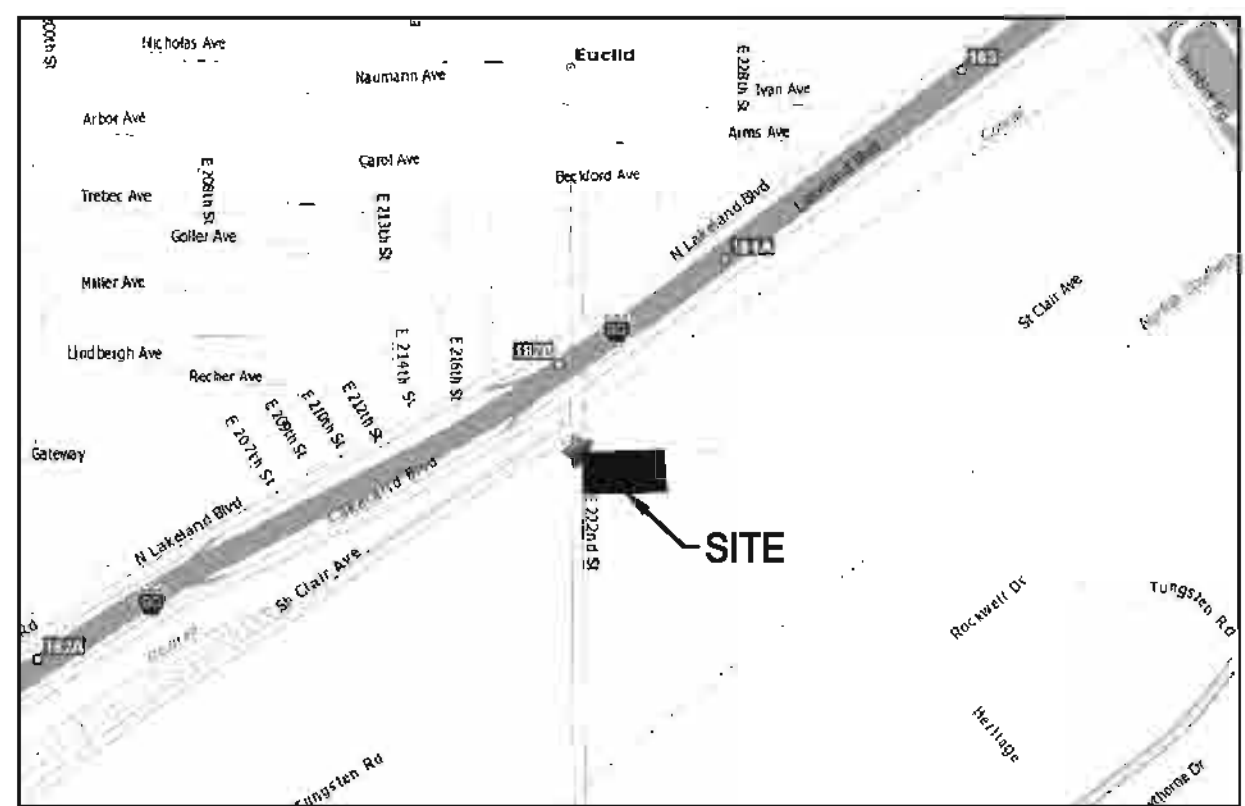 Nicholas Ave
Euclid
E 228th St
Naumann Ave
Ivan Ave
Arbor Ave
Arms Ave
E 208th St
Carol Ave
Beckford Ave
Trebec Ave
E 213th St
Goller Ave
N Lakeland Blvd
Lakeland Blvd
Miller Ave
St Clair Ave
Lindbergh Ave
Recher Ave
E 214th St
E 216th St
E 212th St
E 210th St
E 209th St
E 207th St
Gateway
Lakeland Blvd
N Lakeland Blvd
St Clair Ave
E 222nd St
SITE
Rockwell Dr
Tungsten Rd
Rd
Heritage
Tungsten Rd
thorne Dr